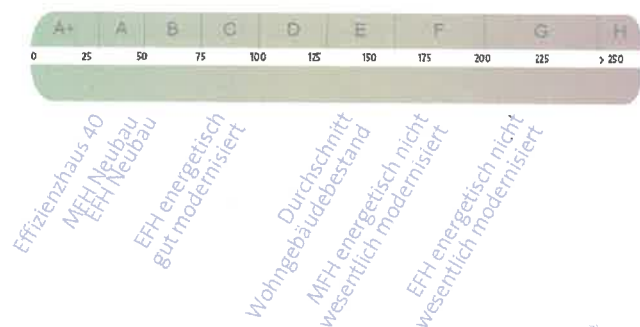 A+ A B C D E F G H
0 25 50 75 100 125 150 175 200 225 > 250
Effizienzhaus 40
MFH Neubau
EFH Neubau
EFH energetisch
gut modernisiert
Durchschnitt
Wohngebäudebestand
MFH energetisch nicht
wesentlich modernisiert
EFH energetisch nicht
wesentlich modernisiert